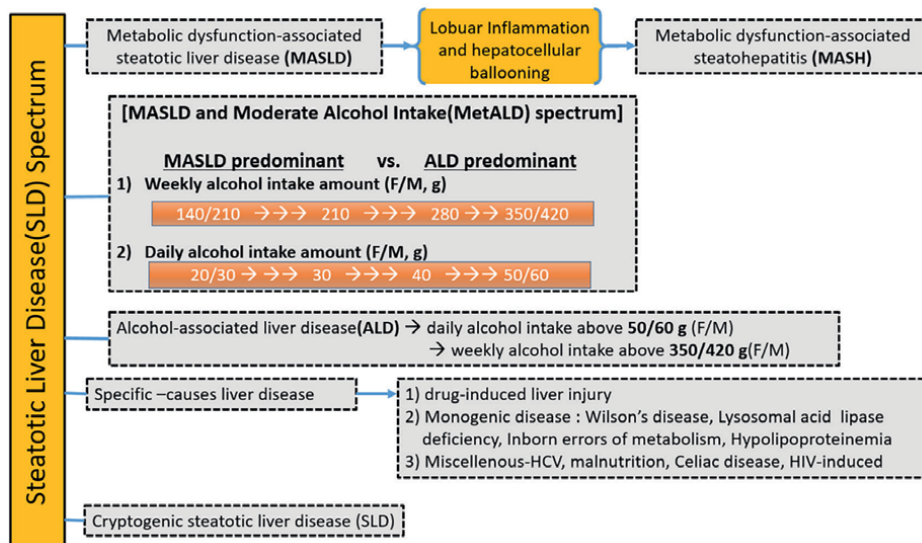 Steatotic Liver Disease(SLD) Spectrum
Metabolic dysfunction-associated
steatotic liver disease (MASLD)
Lobuar Inflammation
and hepatocellular
ballooning
Metabolic dysfunction-associated
steatohepatitis (MASH)
[MASLD and Moderate Alcohol Intake(MetALD) spectrum]
MASLD predominant vs. ALD predominant
1) Weekly alcohol intake amount (F/M, g)
140/210 →→→ 210 →→→ 280 →→ 350/420
2) Daily alcohol intake amount (F/M, g)
20/30 →→→ 30 →→→ 40 →→→ 50/60
Alcohol-associated liver disease(ALD) → daily alcohol intake above 50/60 g (F/M)
→ weekly alcohol intake above 350/420 g(F/M)
Specific –causes liver disease
1) drug-induced liver injury
2) Monogenic disease : Wilson's disease, Lysosomal acid lipase
deficiency, Inborn errors of metabolism, Hypolipoproteinemia
3) Miscellenous-HCV, malnutrition, Celiac disease, HIV-induced
Cryptogenic steatotic liver disease (SLD)